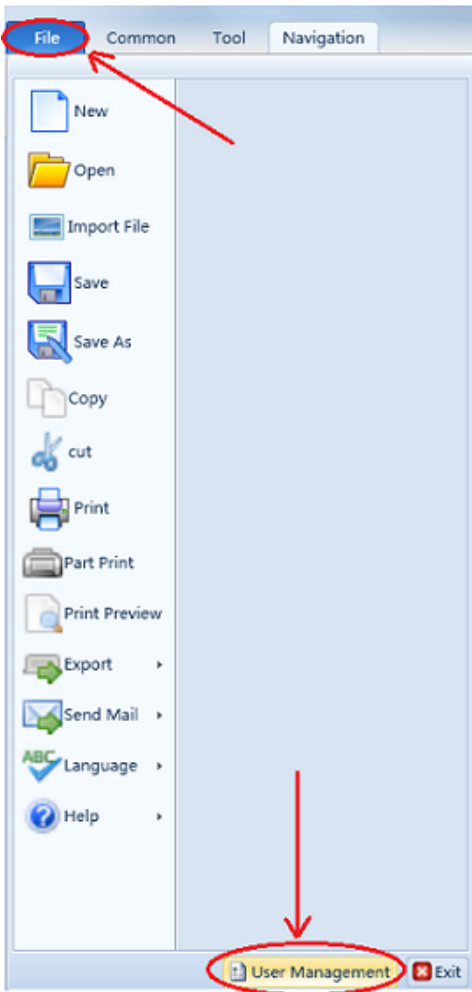 File Common Tool Navigation
New
Open
Import File
Save
Save As
Copy
cut
Print
Part Print
Print Preview
Export
Send Mail
ABC Language
Help
User Management Exit